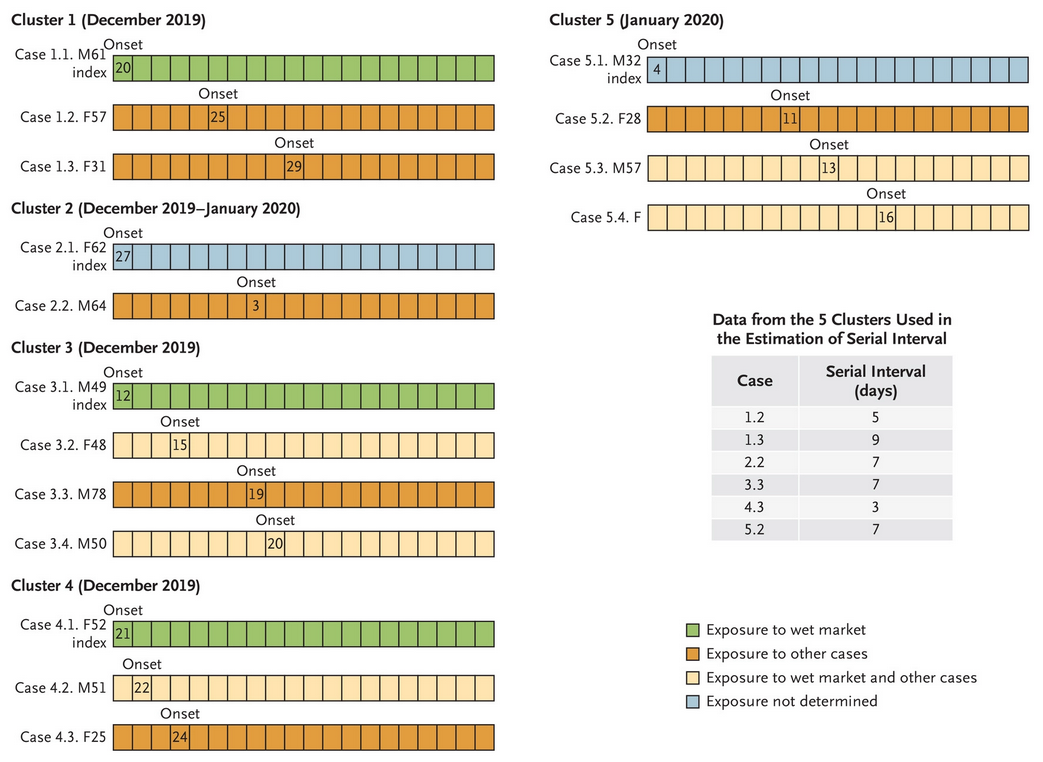 Cluster 1 (December 2019)
Onset
Case 1.1. M61
index
20
Onset
Case 1.2. F57
25
Onset
Case 1.3. F31
29
Cluster 2 (December 2019–January 2020)
Onset
Case 2.1. F62
index
27
Onset
Case 2.2. M64
3
Cluster 3 (December 2019)
Onset
Case 3.1. M49
index
12
Onset
Case 3.2. F48
15
Onset
Case 3.3. M78
19
Onset
Case 3.4. M50
20
Cluster 4 (December 2019)
Onset
Case 4.1. F52
index
21
Onset
Case 4.2. M51
22
Onset
Case 4.3. F25
24
Cluster 5 (January 2020)
Onset
Case 5.1. M32
index
4
Onset
Case 5.2. F28
11
Onset
Case 5.3. M57
13
Onset
Case 5.4. F
16
Data from the 5 Clusters Used in
the Estimation of Serial Interval
Case
Serial Interval
(days)
1.2 5
1.3 9
2.2 7
3.3 7
4.3 3
5.2 7
Exposure to wet market
Exposure to other cases
Exposure to wet market and other cases
Exposure not determined